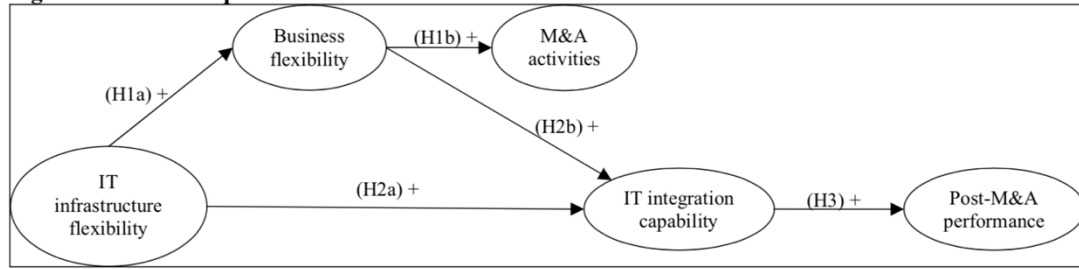 Business
flexibility
(H1b) +
M&A
activities
(H1a) +
(H2b) +
IT
infrastructure
flexibility
(H2a) +
IT integration
capability
(H3) +
Post-M&A
performance